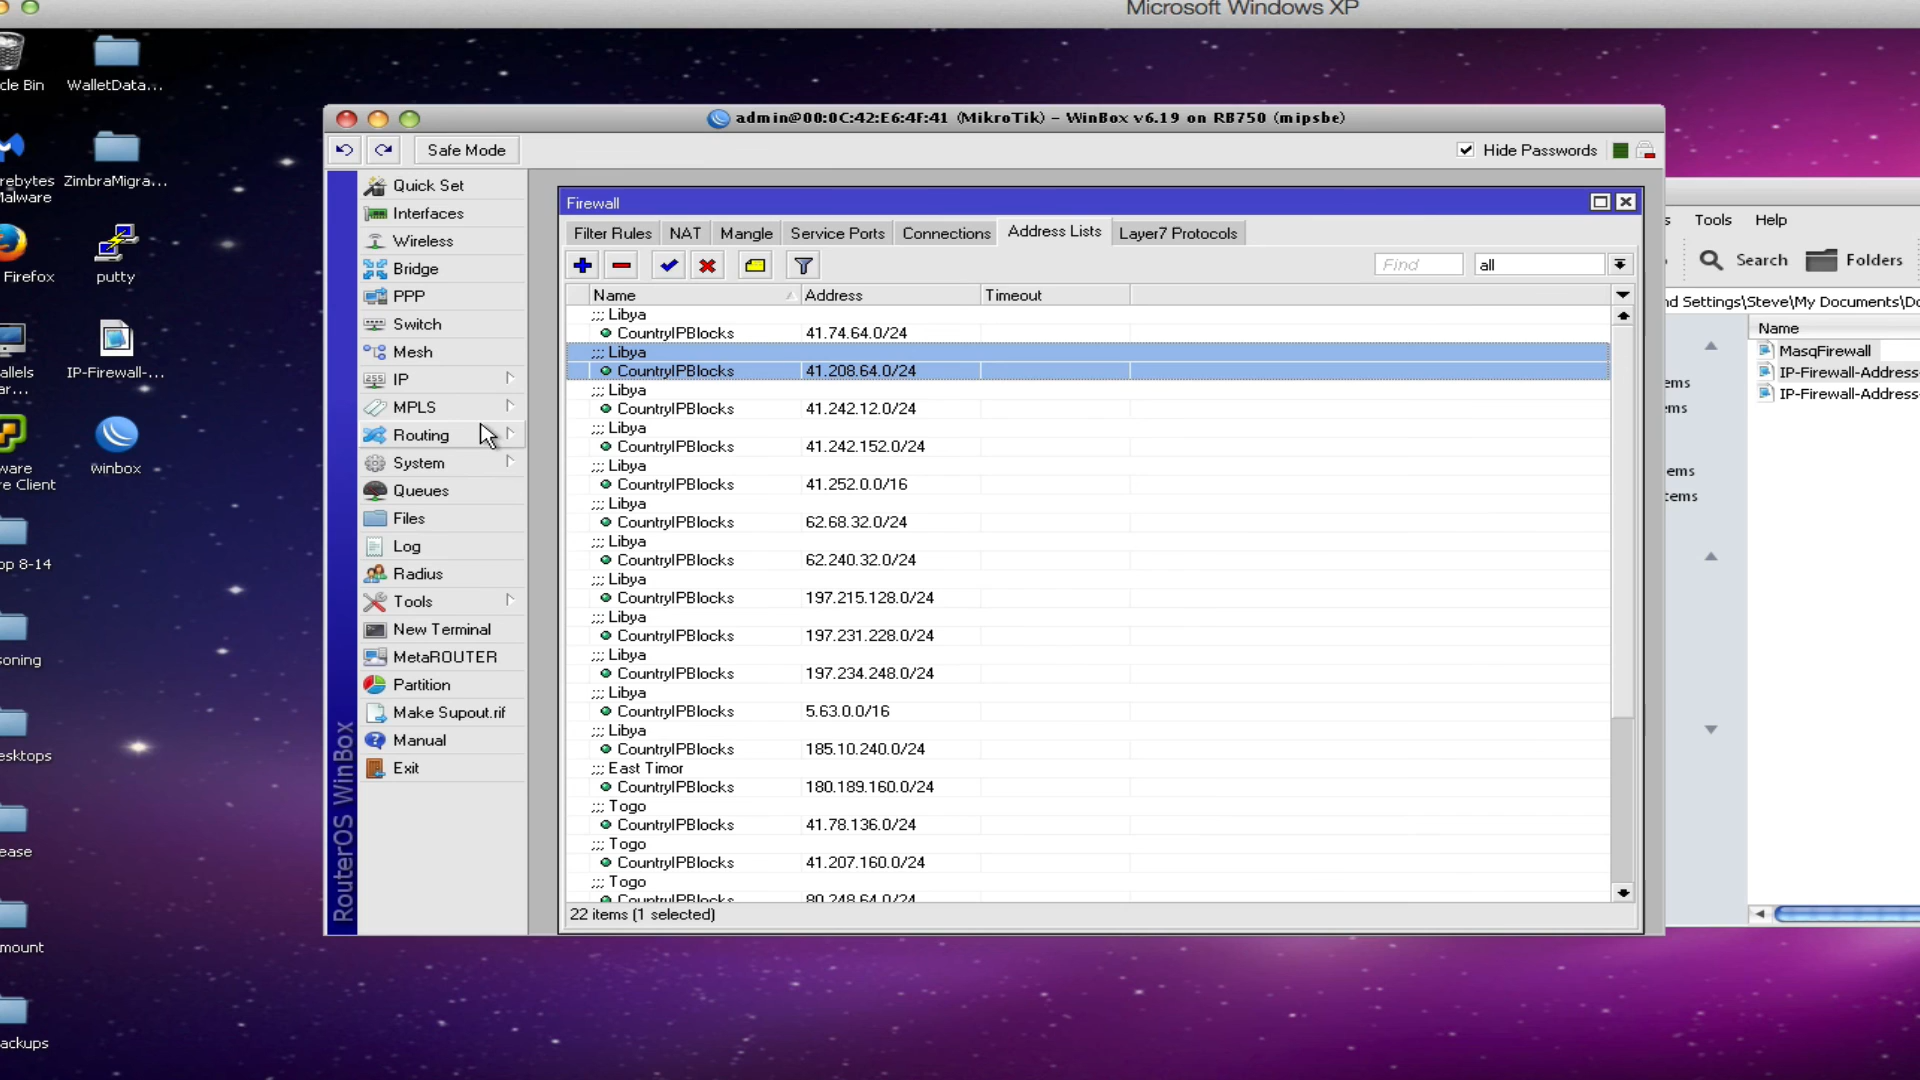 Microsoft Windows XP
cle Bin
WalletData...
rebytes
lware
ZimbraMigra...
Firefox
putty
allels
ar...
IP-Firewall-...
ware
e Client
winbox
op 8-14
soning
esktops
ease
mount
ackups
admin@00:0C:42:E6:4F:41 (MikroTik) - WinBox v6.19 on RB750 (mipsbe)
Safe Mode
Hide Passwords
RouterOS WinBox
Quick Set
Interfaces
Wireless
Bridge
PPP
Switch
Mesh
IP
MPLS
Routing
System
Queues
Files
Log
Radius
Tools
New Terminal
MetaROUTER
Partition
Make Supout.rif
Manual
Exit
Firewall
Filter Rules NAT Mangle Service Ports Connections Address Lists Layer7 Protocols
Find all
Name Address Timeout
;;; Libya
CountryIPBlocks 41.74.64.0/24
;;; Libya
CountryIPBlocks 41.208.64.0/24
;;; Libya
CountryIPBlocks 41.242.12.0/24
;;; Libya
CountryIPBlocks 41.242.152.0/24
;;; Libya
CountryIPBlocks 41.252.0.0/16
;;; Libya
CountryIPBlocks 62.68.32.0/24
;;; Libya
CountryIPBlocks 62.240.32.0/24
;;; Libya
CountryIPBlocks 197.215.128.0/24
;;; Libya
CountryIPBlocks 197.231.228.0/24
;;; Libya
CountryIPBlocks 197.234.248.0/24
;;; Libya
CountryIPBlocks 5.63.0.0/16
;;; Libya
CountryIPBlocks 185.10.240.0/24
;;; East Timor
CountryIPBlocks 180.189.160.0/24
;;; Togo
CountryIPBlocks 41.78.136.0/24
;;; Togo
CountryIPBlocks 41.207.160.0/24
;;; Togo
CountryIPBlocks 80.248.64.0/24
22 items (1 selected)
s Tools Help
Search Folders
nd Settings\Steve\My Documents\Do
Name
MasqFirewall
IP-Firewall-Address
IP-Firewall-Address
ems
ms
ems
tems